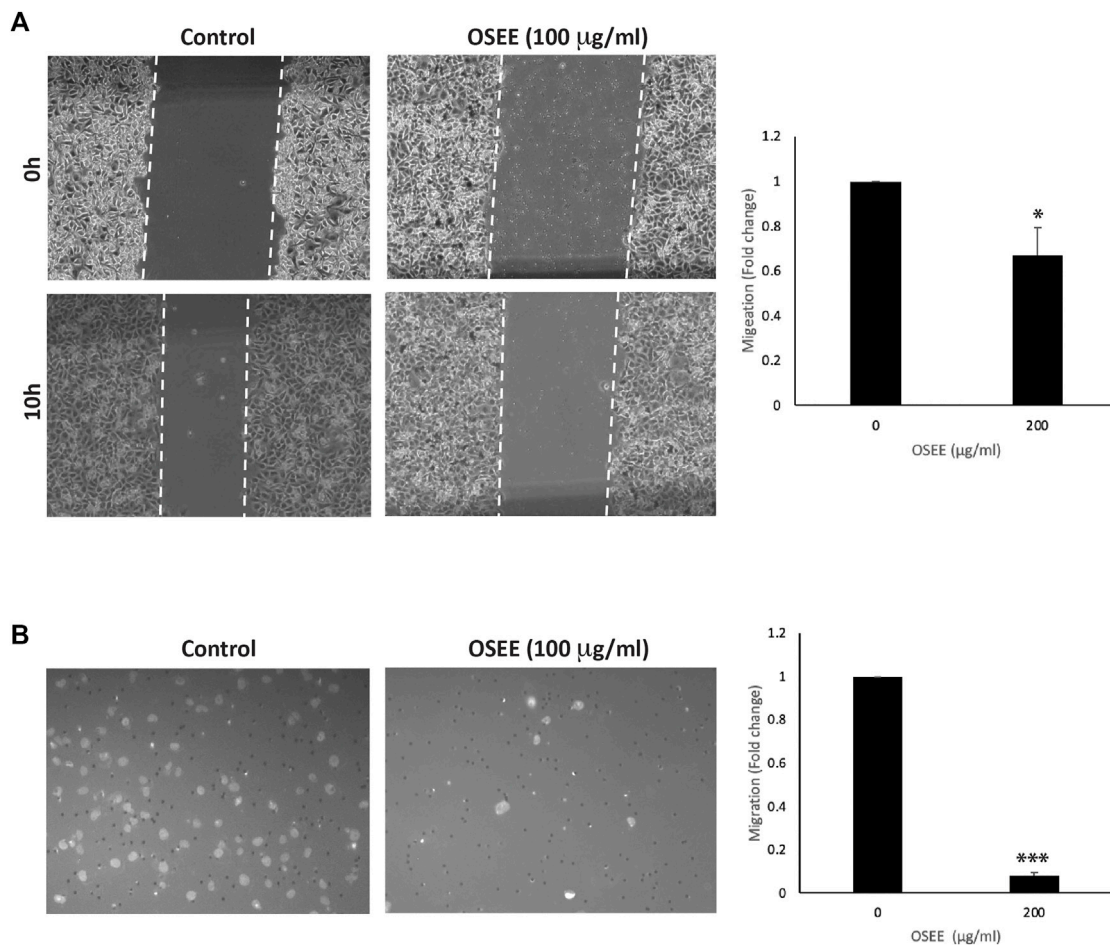 A
Control
OSEE (100 μg/ml)
0h
10h
1.2
1
0.8
0.6
0.4
0.2
0
Migeation (Fold change)
*
0
200
OSEE (μg/ml)
B
Control
OSEE (100 μg/ml)
1.2
1
0.8
0.6
0.4
0.2
0
Migration (Fold change)
***
0
200
OSEE (μg/ml)